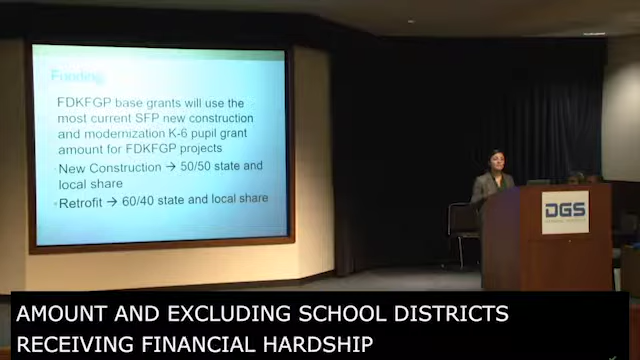 Funding
FDKFGP base grants will use the
most current SFP new construction
and modernization K-6 pupil grant
amount for FDKFGP projects
New Construction → 50/50 state and
local share
Retrofit → 60/40 state and local share
DGS
AMOUNT AND EXCLUDING SCHOOL DISTRICTS
RECEIVING FINANCIAL HARDSHIP